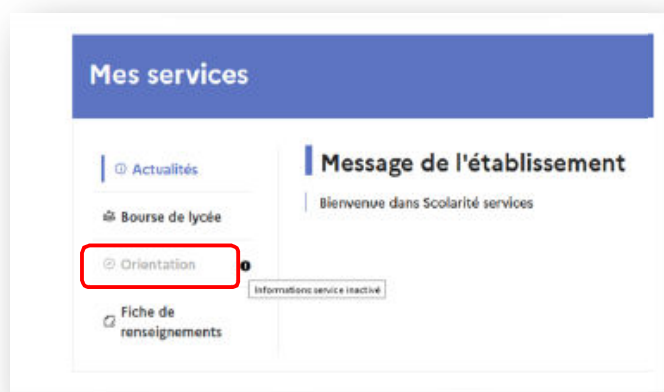 Mes services
Actualités
Message de l'établissement
Bienvenue dans Scolarité services
Bourse de lycée
Orientation
Informations service inactivé
Fiche de
renseignements